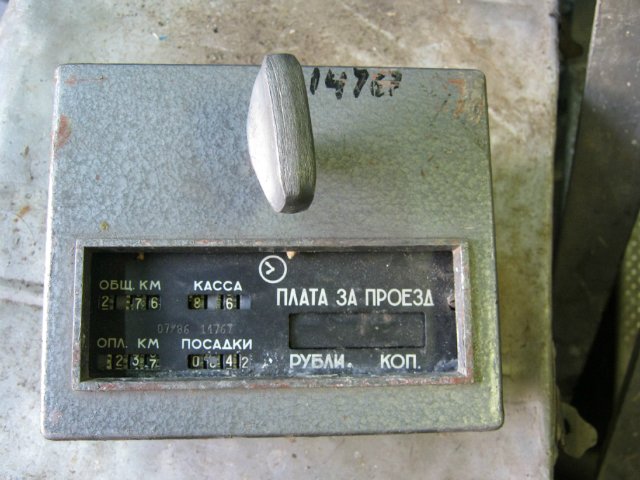 14767
ОБЩ. КМ КАССА
ПЛАТА ЗА ПРОЕЗД
07*86 14767
ОПЛ. КМ ПОСАДКИ
РУБЛИ. КОП.